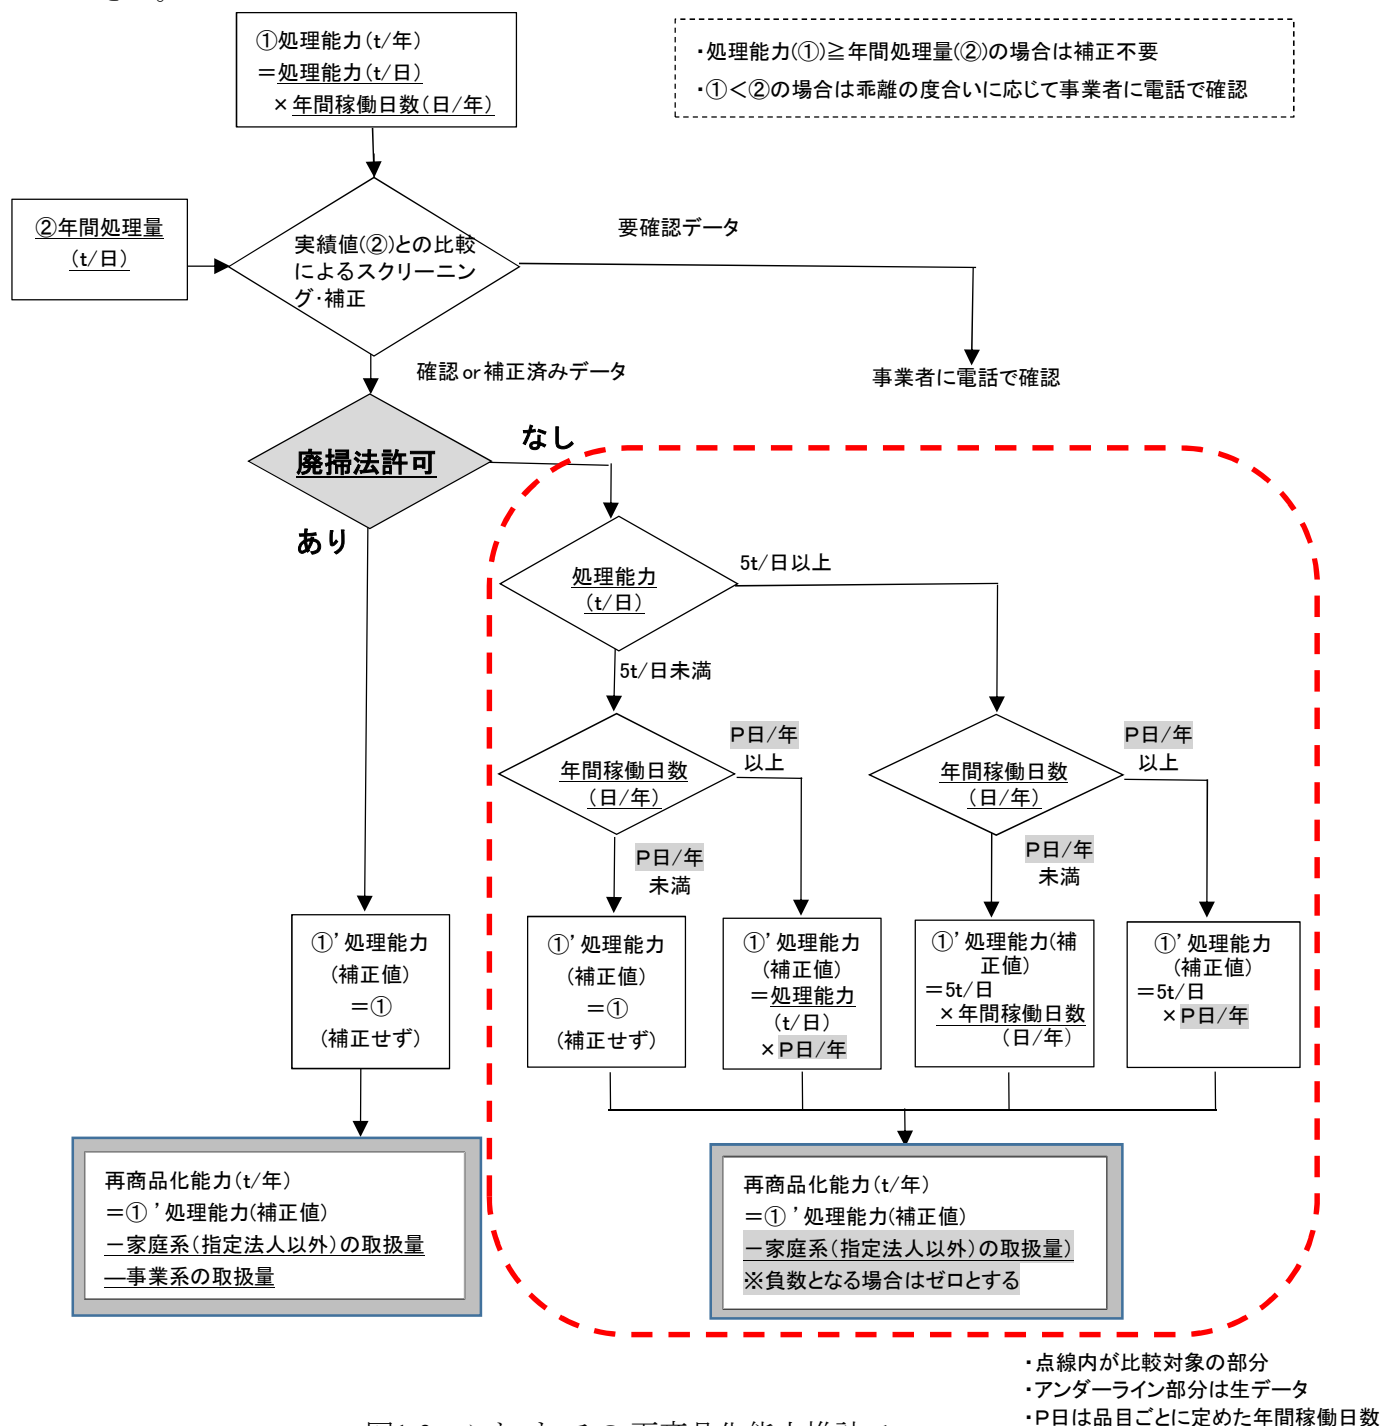 ①処理能力(t/年)
＝処理能力(t/日)
×年間稼働日数(日/年)
・処理能力(①)≧年間処理量(②)の場合は補正不要
・①＜②の場合は乖離の度合いに応じて事業者に電話で確認
②年間処理量
(t/日)
実績値(②)との比較
によるスクリーニン
グ・補正
要確認データ
事業者に電話で確認
確認or補正済みデータ
廃掃法許可
なし
あり
処理能力
(t/日)
5t/日以上
5t/日未満
年間稼働日数
(日/年)
P日/年
以上
年間稼働日数
(日/年)
P日/年
以上
P日/年
未満
P日/年
未満
①’処理能力
(補正値)
＝①
(補正せず)
①’処理能力
(補正値)
＝①
(補正せず)
①’処理能力
(補正値)
＝処理能力
(t/日)
×P日/年
①’処理能力(補
正値)
＝5t/日
×年間稼働日数
(日/年)
①’処理能力
(補正値)
＝5t/日
×P日/年
再商品化能力(t/年)
＝①’処理能力(補正値)
－家庭系(指定法人以外)の取扱量
―事業系の取扱量
再商品化能力(t/年)
＝①’処理能力(補正値)
－家庭系(指定法人以外)の取扱量)
※負数となる場合はゼロとする
・点線内が比較対象の部分
・アンダーライン部分は生データ
・P日は品目ごとに定めた年間稼働日数